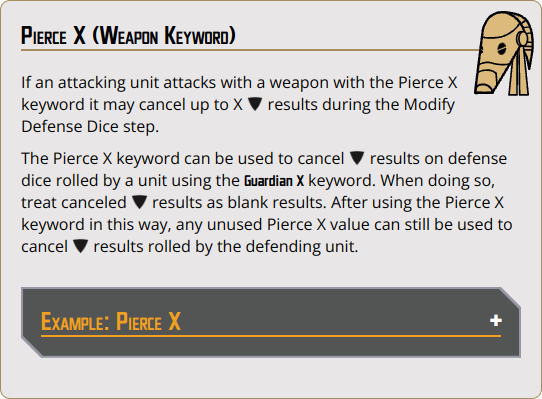 Pierce X (Weapon Keyword)
If an attacking unit attacks with a weapon with the Pierce X
keyword it may cancel up to X results during the Modify
Defense Dice step.
The Pierce X keyword can be used to cancel results on defense
dice rolled by a unit using the Guardian X keyword. When doing so,
treat canceled results as blank results. After using the Pierce X
keyword in this way, any unused Pierce X value can still be used to
cancel results rolled by the defending unit.
Example: Pierce X +